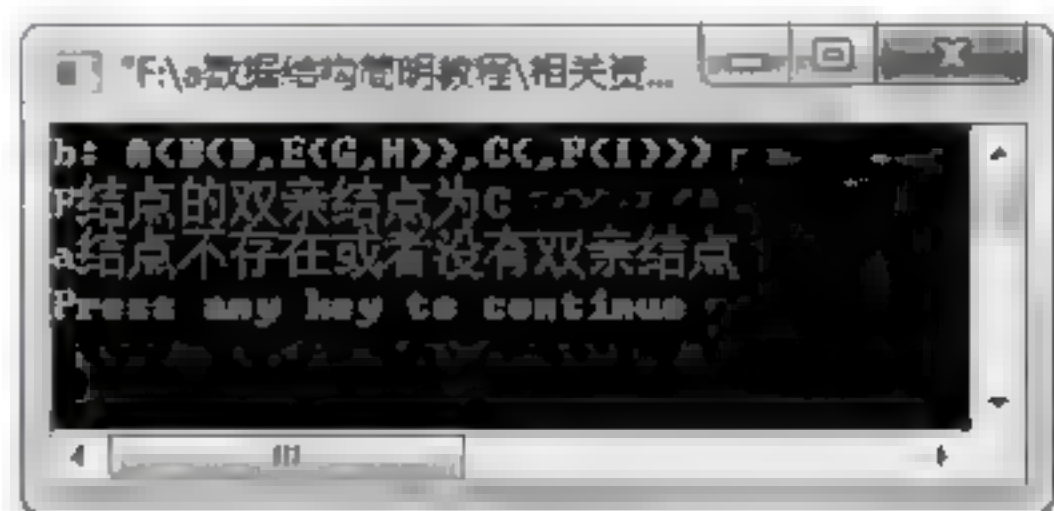 "F:\a数据结构简明教程\相关资...
b: A(B(D,E(G,H)),C(,F(I)))
F结点的双亲结点为C
a结点不存在或者没有双亲结点
Press any key to continue